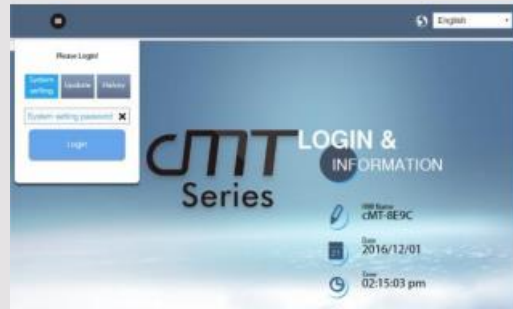 English
Please Login!
System setting
Update
History
System setting password
Login
cMT
Series
LOGIN &
INFORMATION
HMI Name
cMT-8E9C
Date
2016/12/01
Time
02:15:03 pm